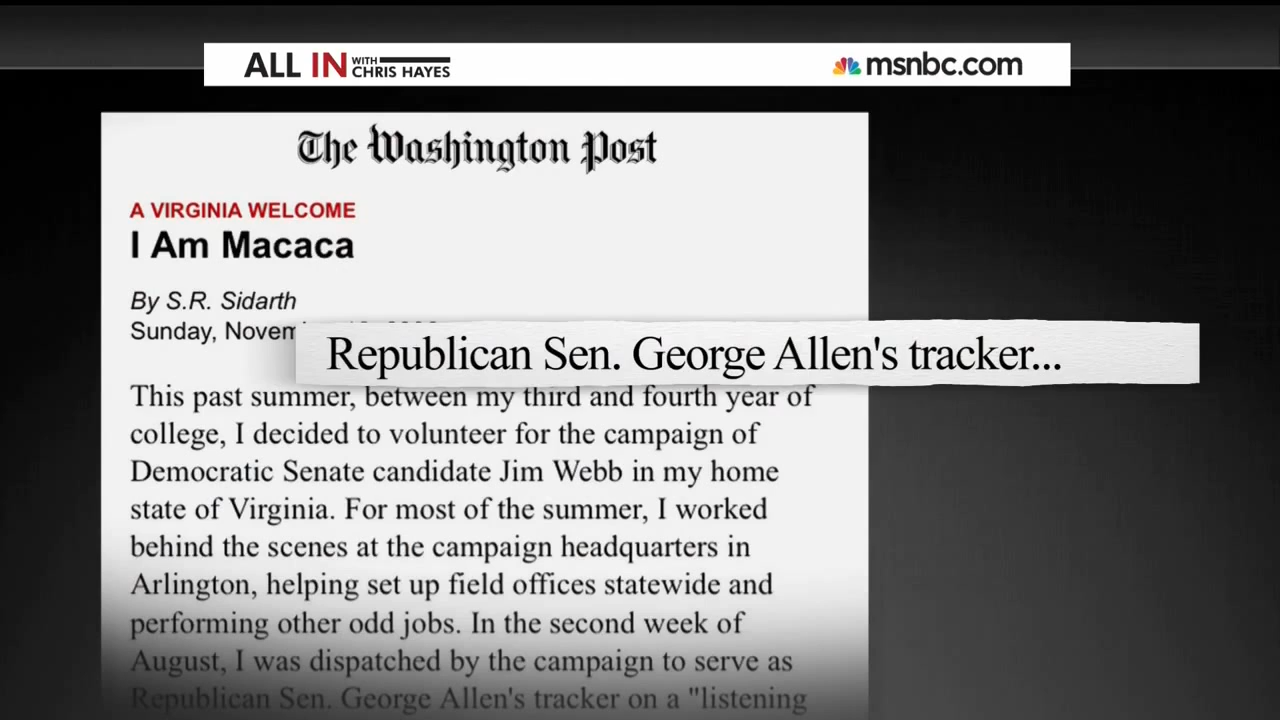 ALL IN WITH CHRIS HAYES
msnbc.com
The Washington Post
A VIRGINIA WELCOME
I Am Macaca
By S.R. Sidarth
Sunday,
Republican Sen. George Allen's tracker...
This past summer, between my third and fourth year of
college, I decided to volunteer for the campaign of
Democratic Senate candidate Jim Webb in my home
state of Virginia. For most of the summer, I worked
behind the scenes at the campaign headquarters in
Arlington, helping set up field offices statewide and
performing other odd jobs. In the second week of
August, I was dispatched by the campaign to serve as
Republican Sen. George Allen's tracker on a "listening